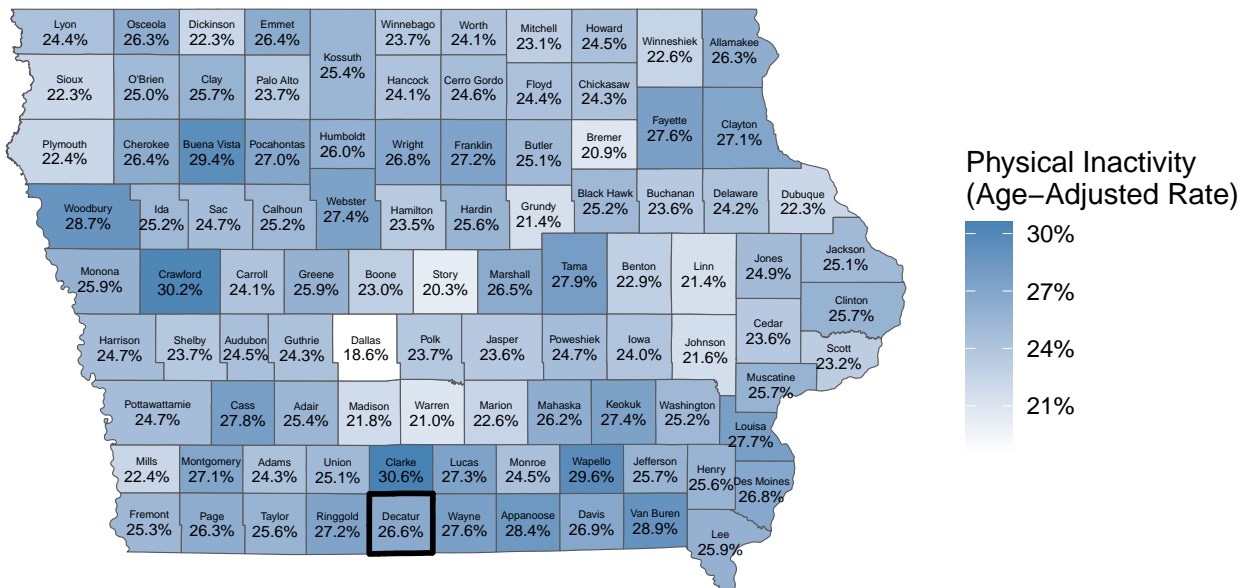 Lyon
24.4%
Osceola
26.3%
Dickinson
22.3%
Emmet
26.4%
Kossuth
25.4%
Winnebago
23.7%
Worth
24.1%
Mitchell
23.1%
Howard
24.5%
Winneshiek
22.6%
Allamakee
26.3%
Sioux
22.3%
O'Brien
25.0%
Clay
25.7%
Palo Alto
23.7%
Hancock
24.1%
Cerro Gordo
24.6%
Floyd
24.4%
Chickasaw
24.3%
Fayette
27.6%
Clayton
27.1%
Plymouth
22.4%
Cherokee
26.4%
Buena Vista
29.4%
Pocahontas
27.0%
Humboldt
26.0%
Wright
26.8%
Franklin
27.2%
Butler
25.1%
Bremer
20.9%
Woodbury
28.7%
Ida
25.2%
Sac
24.7%
Calhoun
25.2%
Webster
27.4%
Hamilton
23.5%
Hardin
25.6%
Grundy
21.4%
Black Hawk
25.2%
Buchanan
23.6%
Delaware
24.2%
Dubuque
22.3%
Monona
25.9%
Crawford
30.2%
Carroll
24.1%
Greene
25.9%
Boone
23.0%
Story
20.3%
Marshall
26.5%
Tama
27.9%
Benton
22.9%
Linn
21.4%
Jones
24.9%
Jackson
25.1%
Clinton
25.7%
Harrison
24.7%
Shelby
23.7%
Audubon
24.5%
Guthrie
24.3%
Dallas
18.6%
Polk
23.7%
Jasper
23.6%
Poweshiek
24.7%
Iowa
24.0%
Johnson
21.6%
Cedar
23.6%
Scott
23.2%
Muscatine
25.7%
Pottawattamie
24.7%
Cass
27.8%
Adair
25.4%
Madison
21.8%
Warren
21.0%
Marion
22.6%
Mahaska
26.2%
Keokuk
27.4%
Washington
25.2%
Louisa
27.7%
Mills
22.4%
Montgomery
27.1%
Adams
24.3%
Union
25.1%
Clarke
30.6%
Lucas
27.3%
Monroe
24.5%
Wapello
29.6%
Jefferson
25.7%
Henry
25.6%
Des Moines
26.8%
Fremont
25.3%
Page
26.3%
Taylor
25.6%
Ringgold
27.2%
Decatur
26.6%
Wayne
27.6%
Appanoose
28.4%
Davis
26.9%
Van Buren
28.9%
Lee
25.9%
Physical Inactivity
(Age−Adjusted Rate)
30%
27%
24%
21%